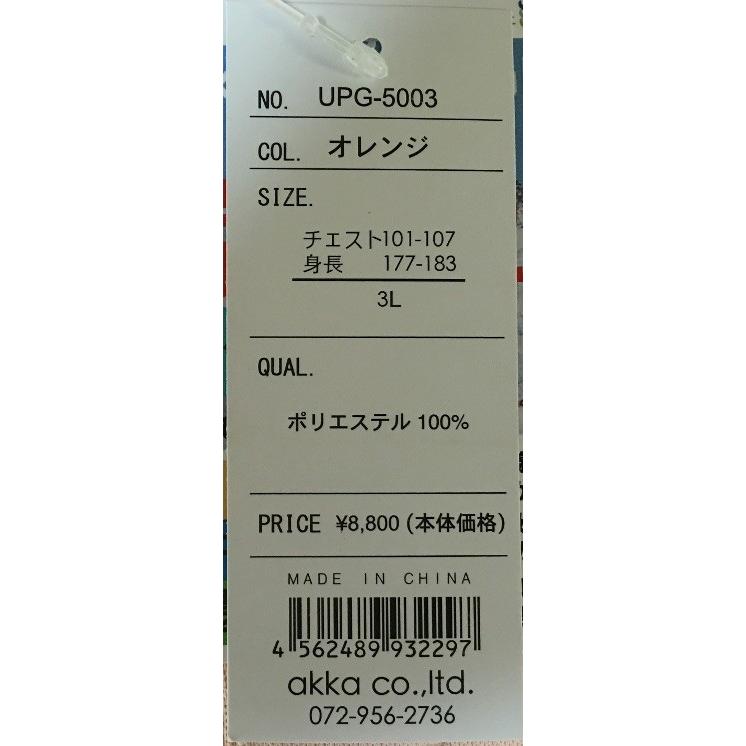 NO. UPG-5003
COL. オレンジ
SIZE.
チェスト101-107
身長 177-183
3L
QUAL.
ポリエステル 100%
PRICE ¥8,800 (本体価格)
MADE IN CHINA
4 562489 932297
akka co.,ltd.
072-956-2736